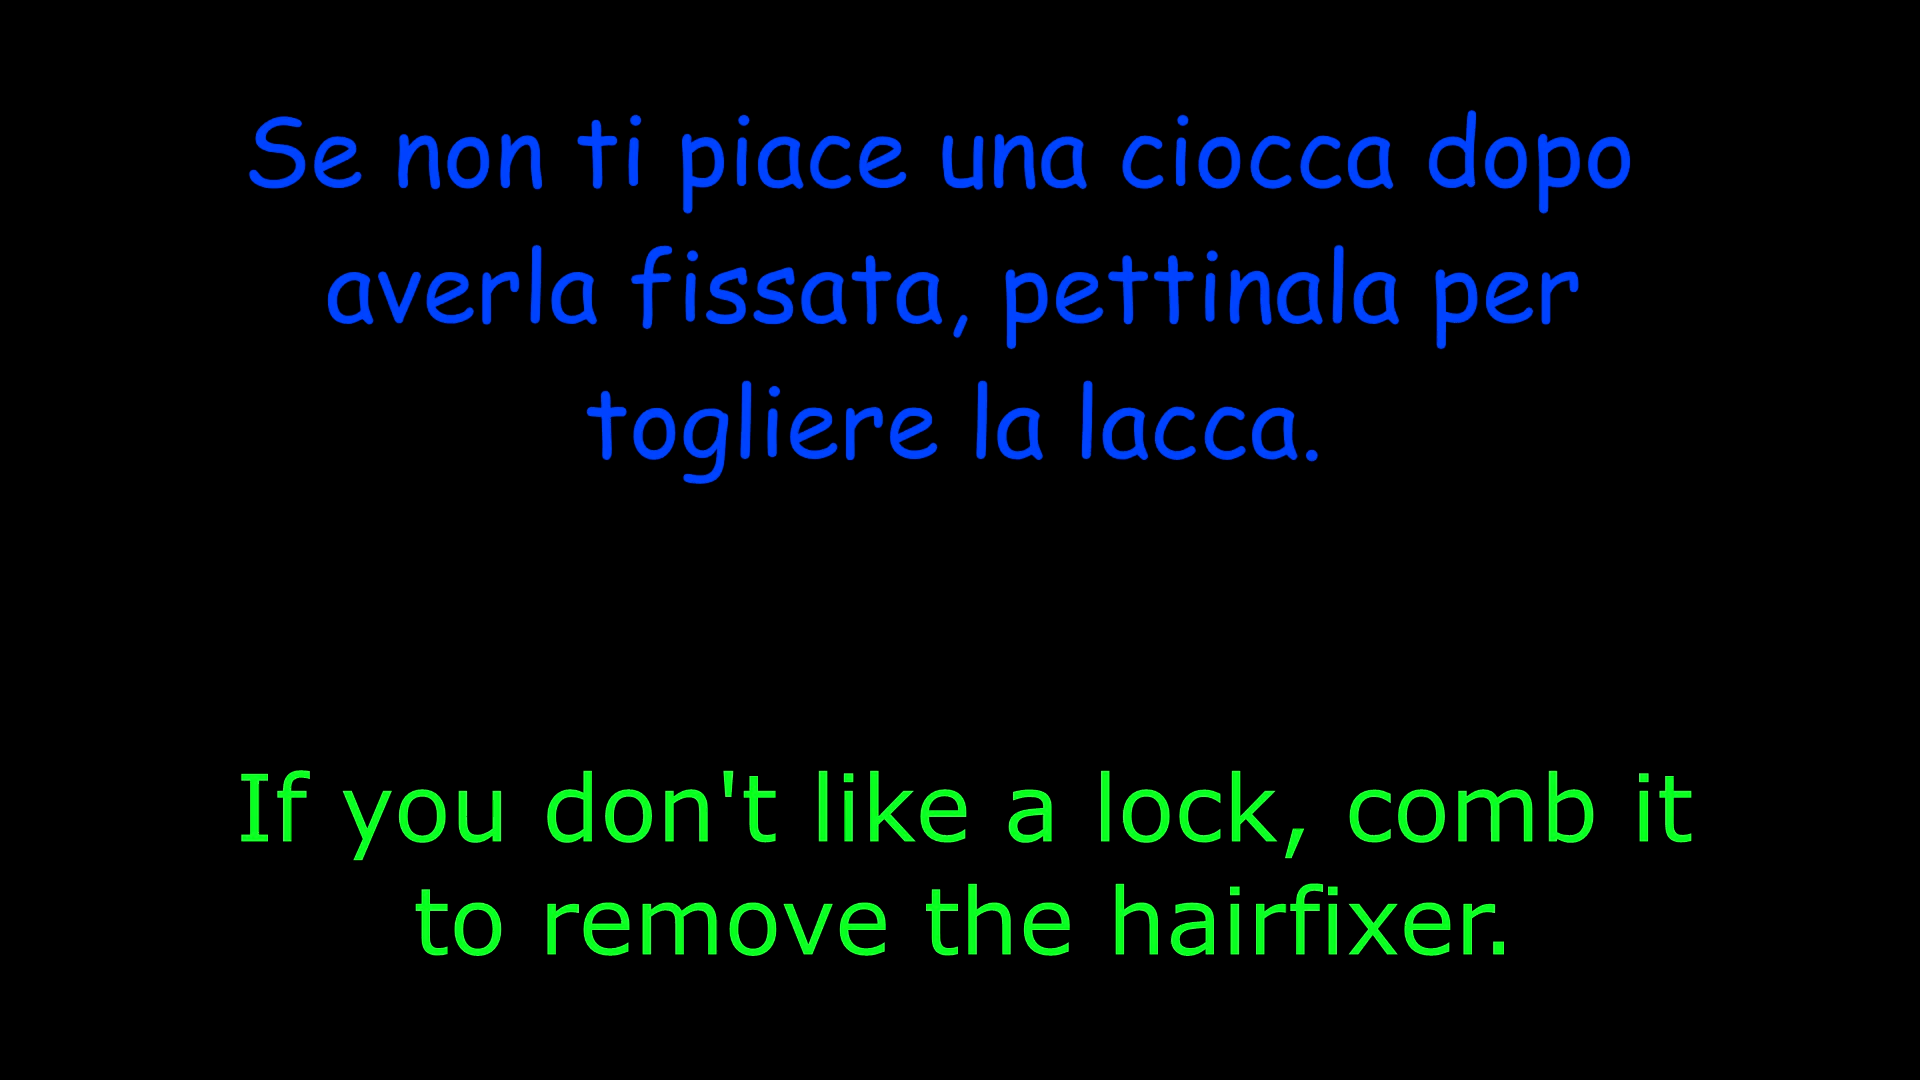 Se non ti piace una ciocca dopo
averla fissata, pettinala per
togliere la lacca.
If you don't like a lock, comb it
to remove the hairfixer.